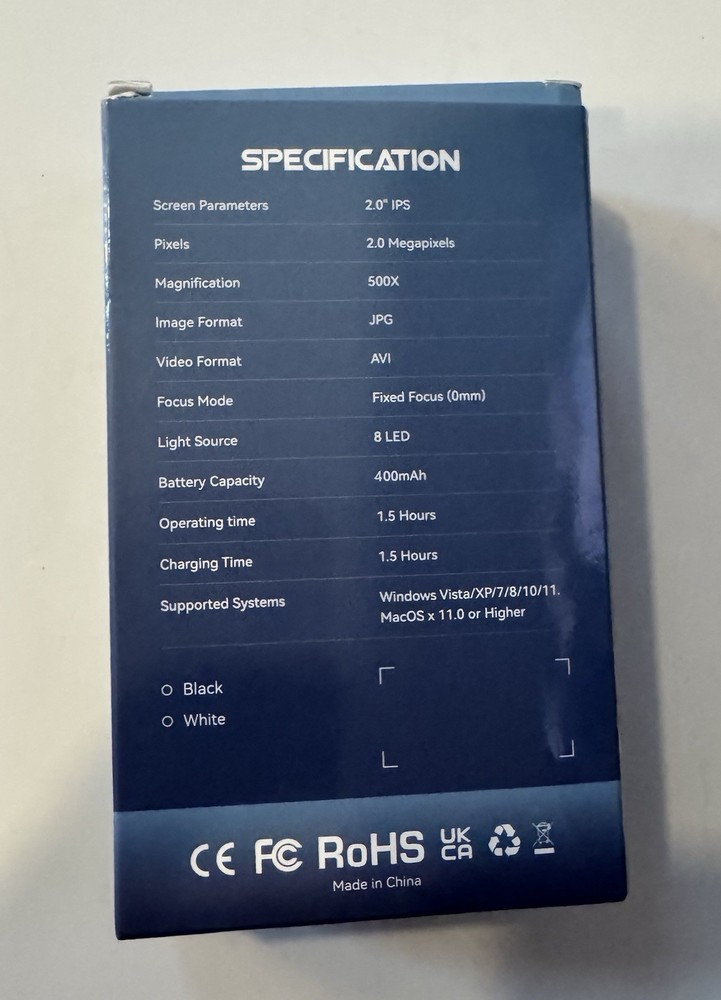 SPECIFICATION
Screen Parameters 2.0" IPS
Pixels 2.0 Megapixels
Magnification 500X
Image Format JPG
Video Format AVI
Focus Mode Fixed Focus (0mm)
Light Source 8 LED
Battery Capacity 400mAh
Operating time 1.5 Hours
Charging Time 1.5 Hours
Supported Systems Windows Vista/XP/7/8/10/11.
MacOS x 11.0 or Higher
Black
White
CE FC RoHS UK CA
Made in China